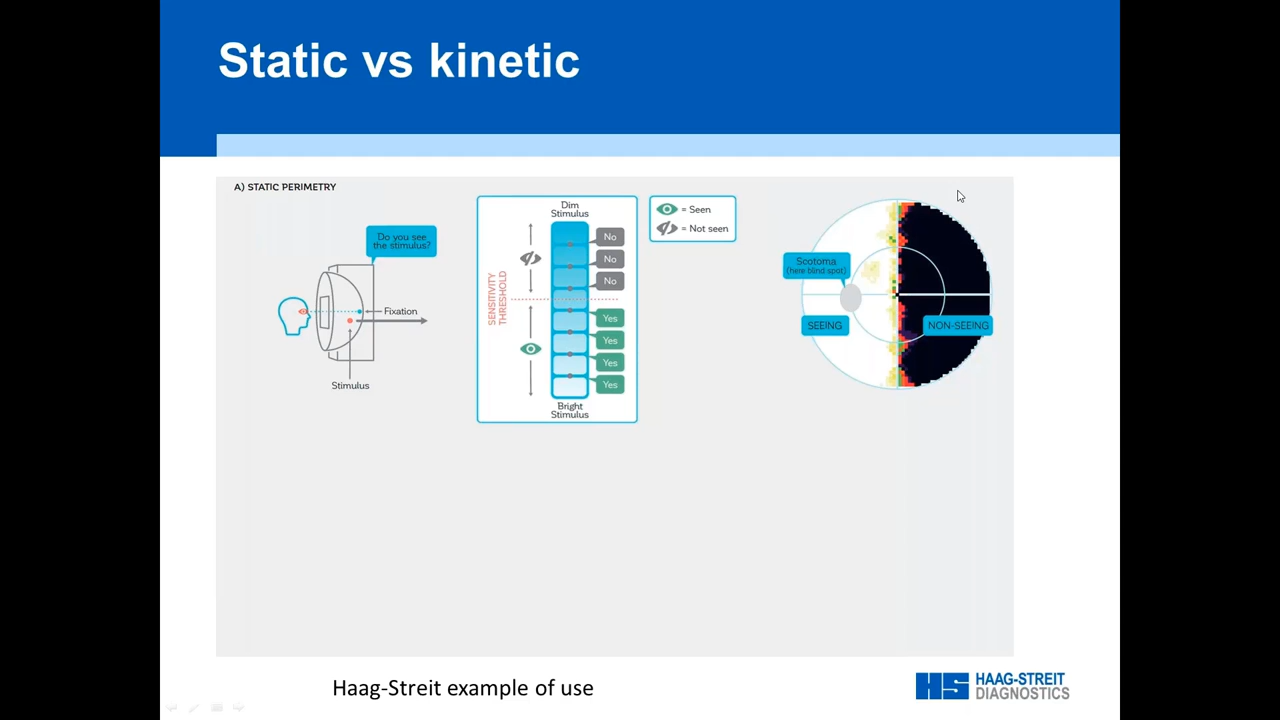 Static vs kinetic
A) STATIC PERIMETRY
Do you see
the stimulus?
Fixation
Stimulus
Dim
Stimulus
No
No
No
SENSITIVITY
THRESHOLD
Yes
Yes
Yes
Yes
Bright
Stimulus
= Seen
= Not seen
Scotoma
(here blind spot)
SEEING
NON-SEEING
Haag-Streit example of use
HS HAAG-STREIT
DIAGNOSTICS